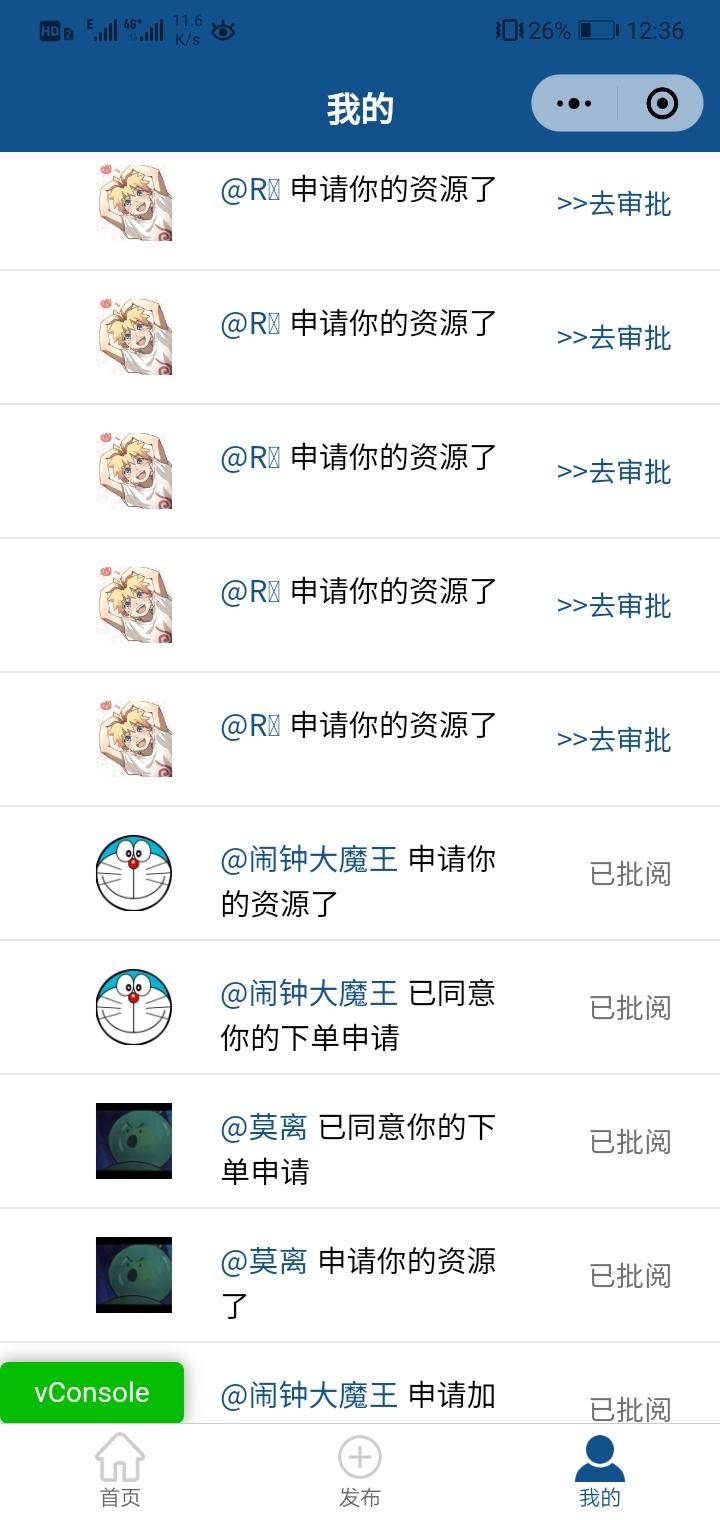 HD 2 E 4G+ 11.6 K/s 26% 12:36
我的
@R 申请你的资源了 >>去审批
@R 申请你的资源了 >>去审批
@R 申请你的资源了 >>去审批
@R 申请你的资源了 >>去审批
@R 申请你的资源了 >>去审批
@闹钟大魔王 申请你
的资源了
已批阅
@闹钟大魔王 已同意
你的下单申请
已批阅
@莫离 已同意你的下
单申请
已批阅
@莫离 申请你的资源
了
已批阅
@闹钟大魔王 申请加
已批阅
vConsole
首页 发布 我的